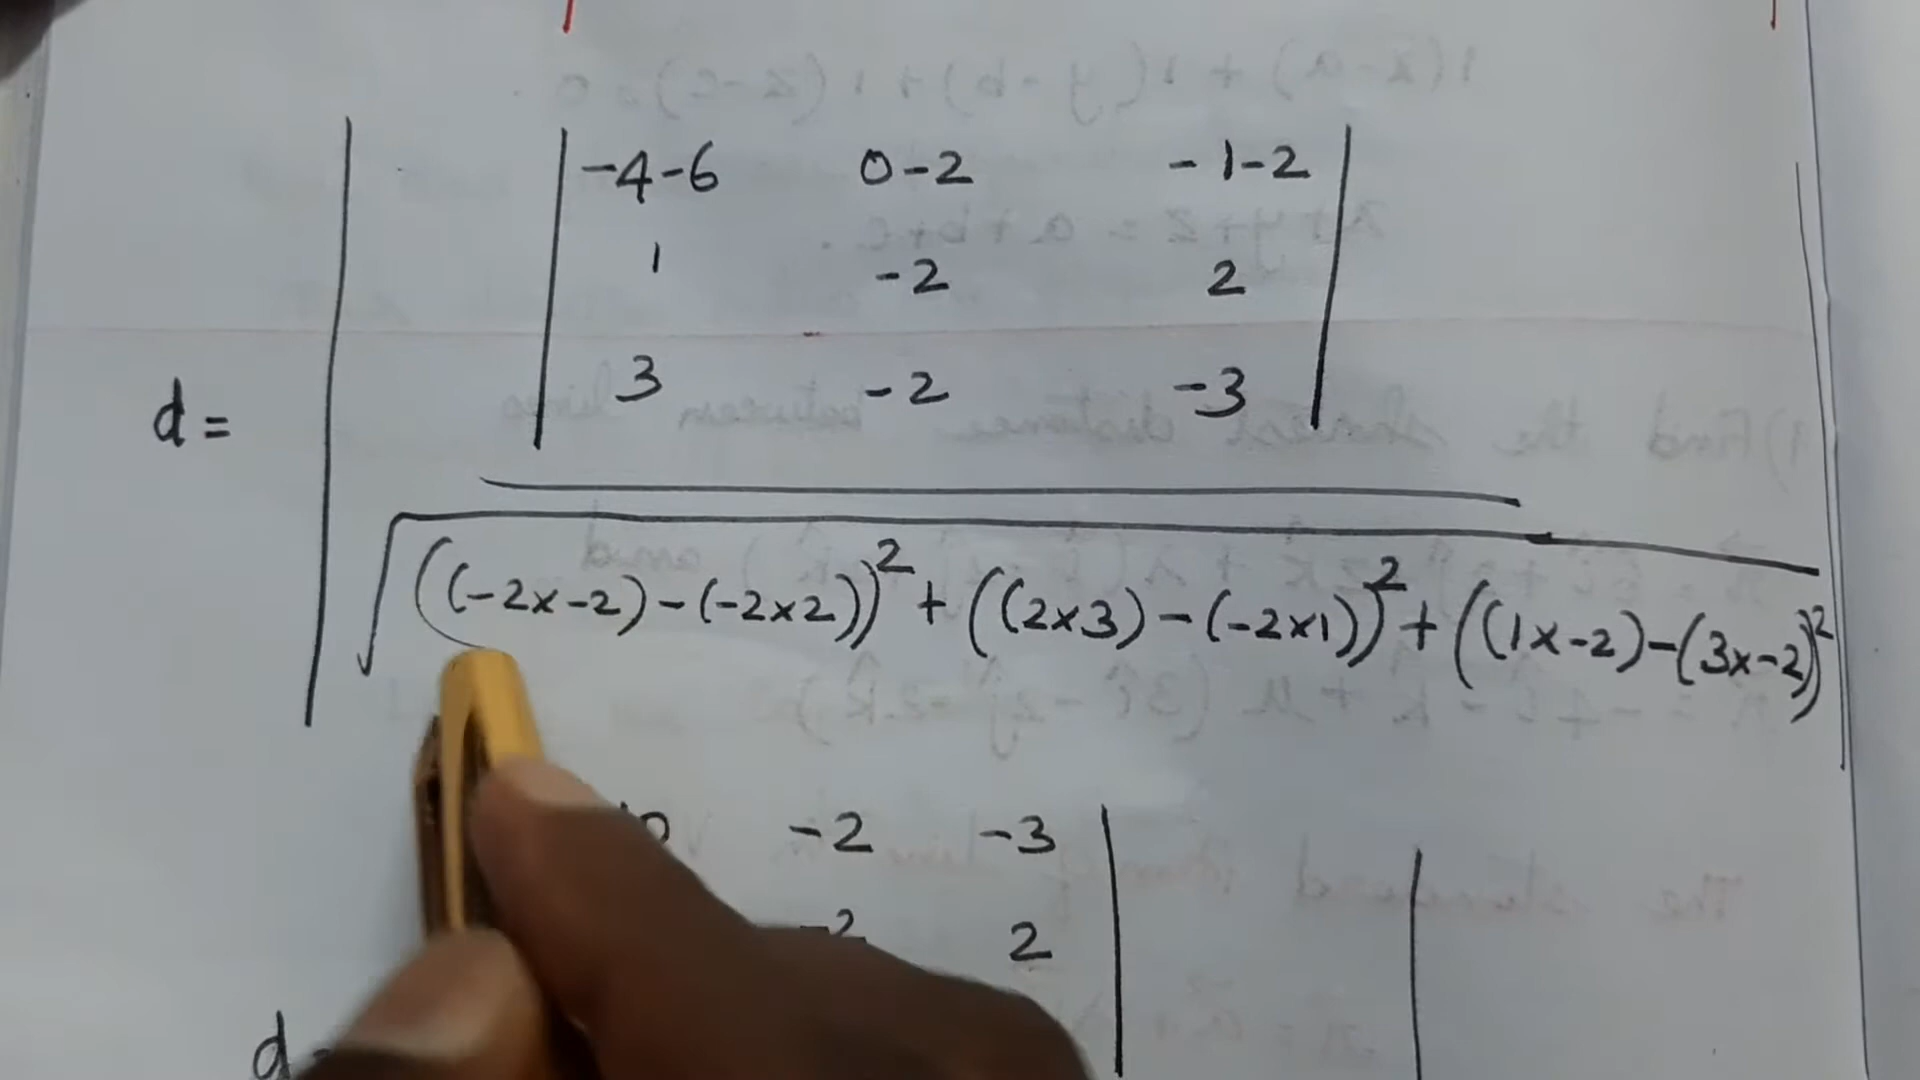 -4-6 0-2 -1-2
1 -2 2
3 -2 -3
d=
((-2x-2)-(-2x2))² + ((2x3)-(-2x1))² + ((1x-2)-(3x-2))²
-2 -3
-2 2
d